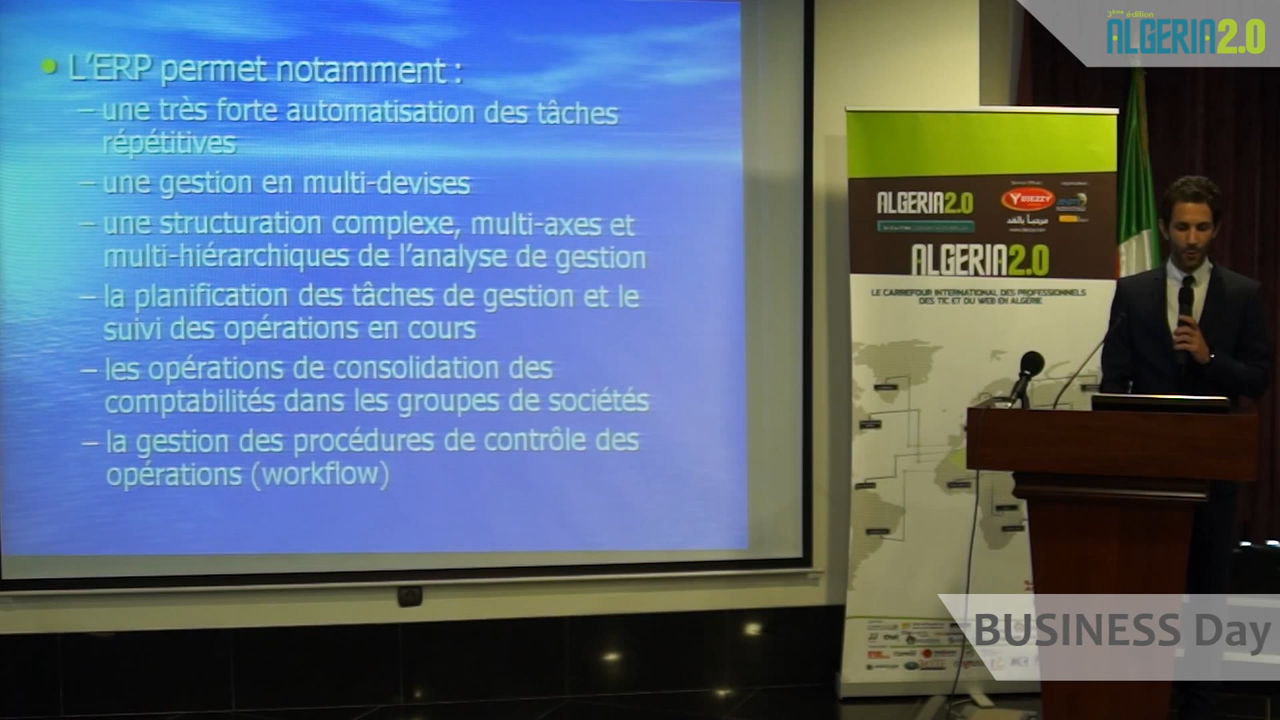 • L'ERP permet notamment :
– une très forte automatisation des tâches
répétitives
– une gestion en multi-devises
– une structuration complexe, multi-axes et
multi-hiérarchiques de l'analyse de gestion
– la planification des tâches de gestion et le
suivi des opérations en cours
– les opérations de consolidation des
comptabilités dans les groupes de sociétés
– la gestion des procédures de contrôle des
opérations (workflow)
3ème édition
ALGERIA2.0
ALGERIA2.0
DJEZZY
مرحباً بالغد
ALGERIA2.0
LE CARREFOUR INTERNATIONAL DES PROFESSIONNELS
DES TIC ET DU WEB EN ALGÉRIE
BUSINESS Day